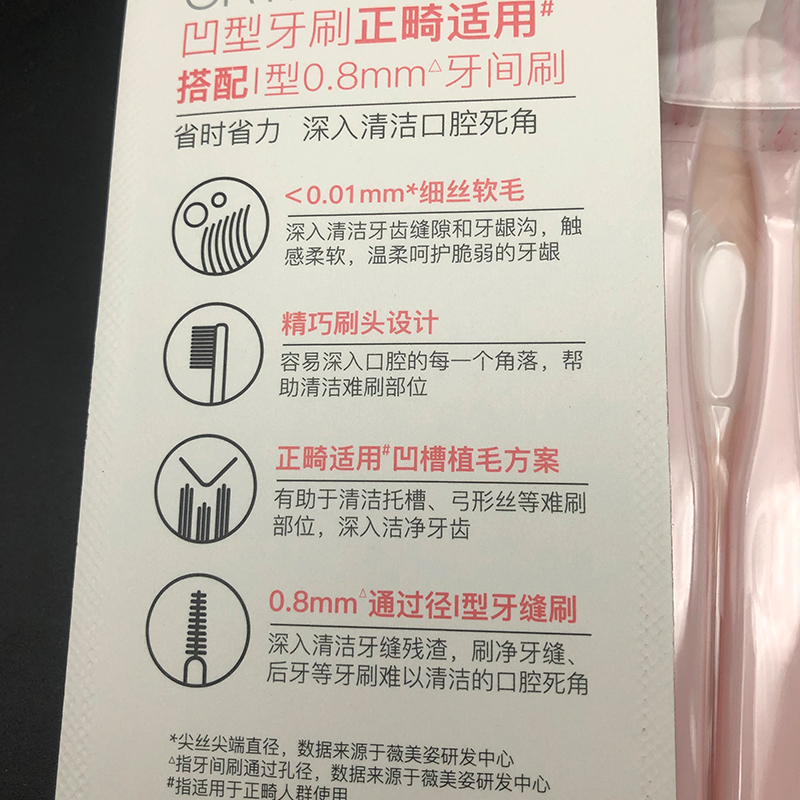 凹型牙刷正畸适用#
搭配I型0.8mm△牙间刷
省时省力 深入清洁口腔死角
<0.01mm*细丝软毛
深入清洁牙齿缝隙和牙龈沟，触
感柔软，温柔呵护脆弱的牙龈
精巧刷头设计
容易深入口腔的每一个角落，帮
助清洁难刷部位
正畸适用#凹槽植毛方案
有助于清洁托槽、弓形丝等难刷
部位，深入洁净牙齿
0.8mm△通过径I型牙缝刷
深入清洁牙缝残渣，刷净牙缝、
后牙等牙刷难以清洁的口腔死角
*尖丝尖端直径，数据来源于薇美姿研发中心
△指牙间刷通过孔径，数据来源于薇美姿研发中心
#指适用于正畸人群使用